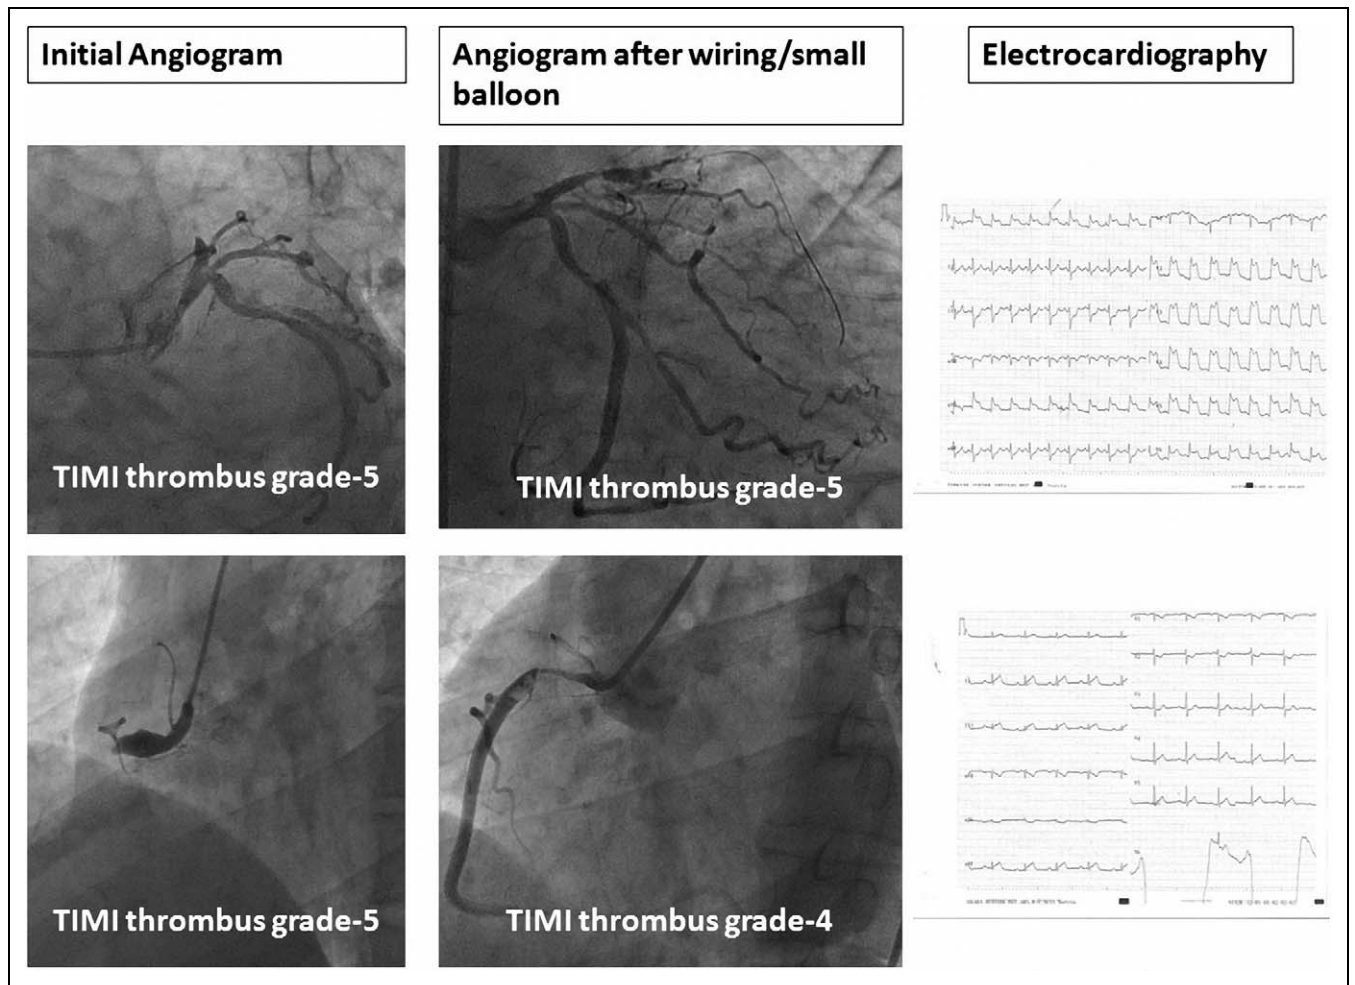 Initial Angiogram
Angiogram after wiring/small
balloon
Electrocardiography
TIMI thrombus grade-5
TIMI thrombus grade-5
TIMI thrombus grade-5
TIMI thrombus grade-4